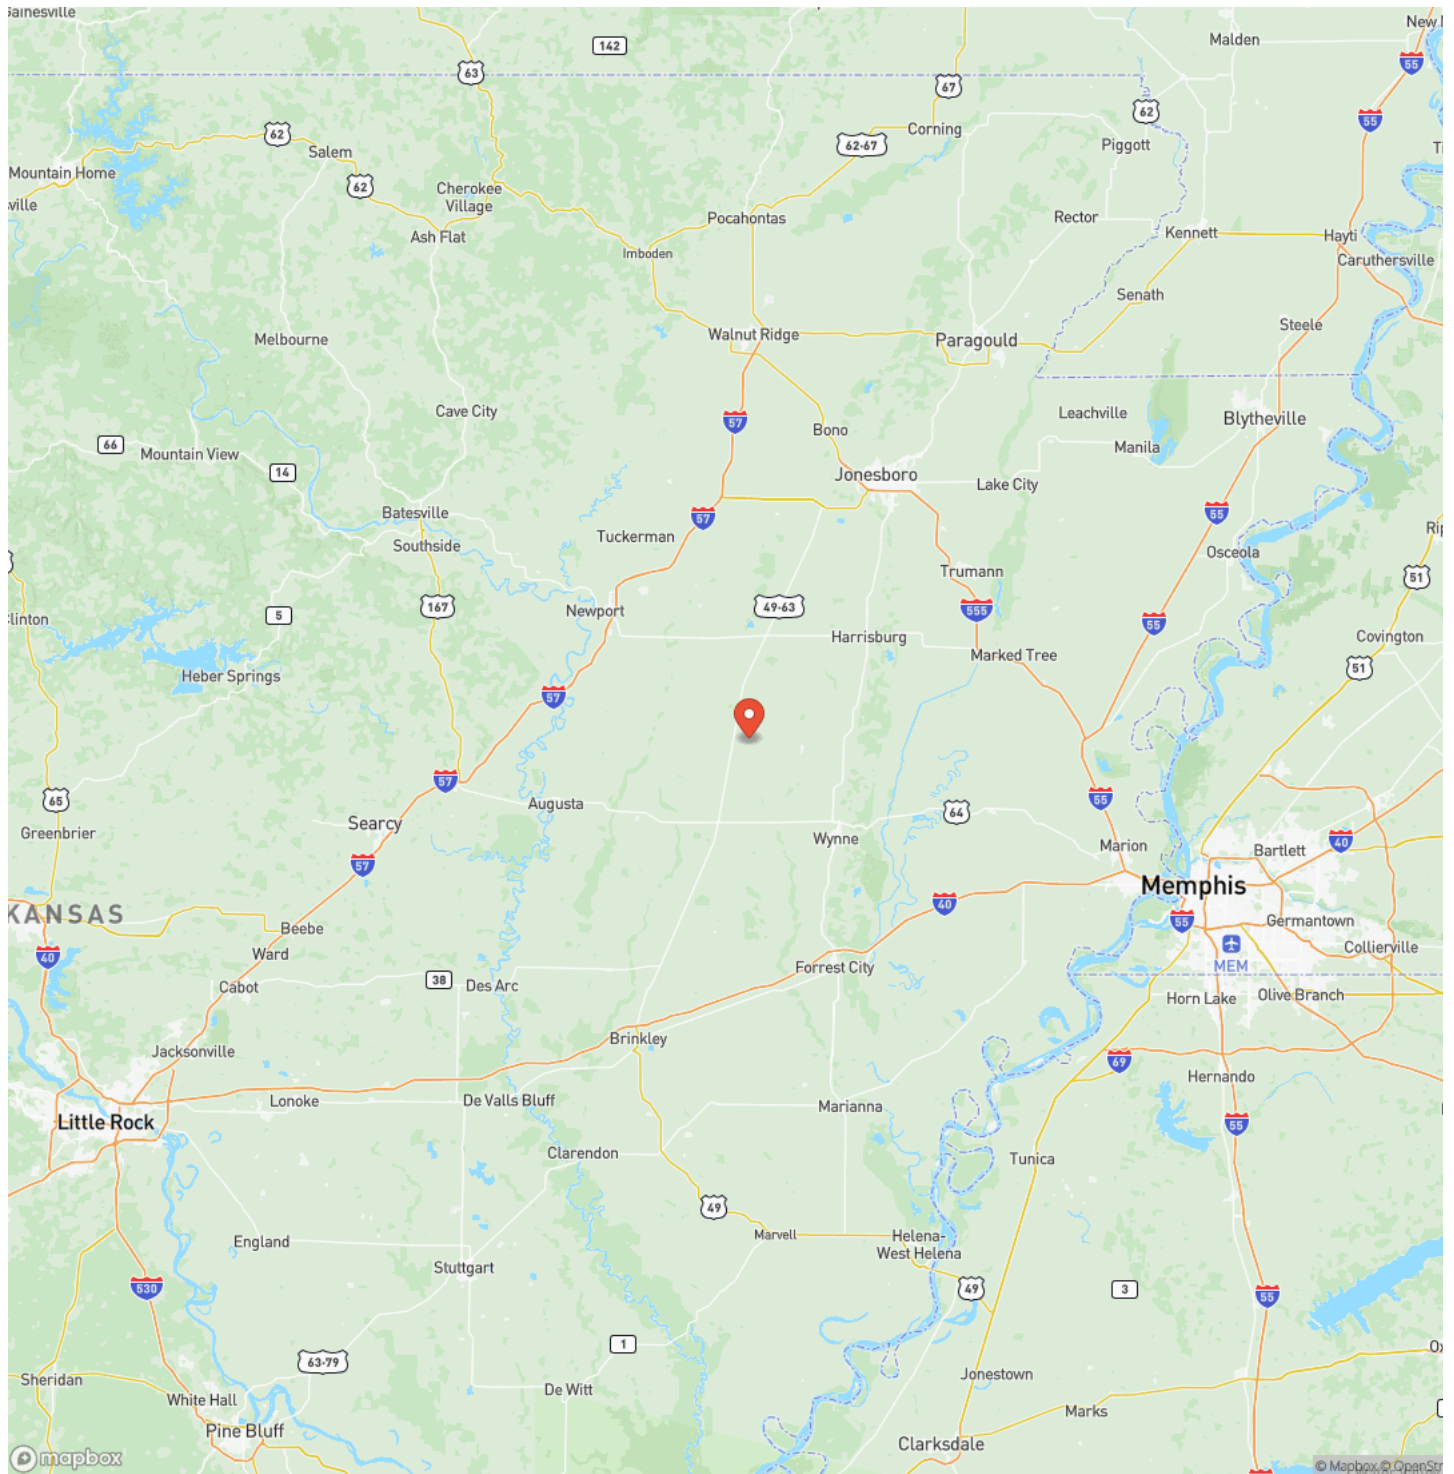 Gainesville
142
New
Malden
63
55
67
62
55
62
Corning
62-67
Piggott
Salem
Mountain Home
62
Cherokee
Village
Pocahontas
Rector
Kennett
Hayti
Ash Flat
Imboden
Caruthersville
Senath
Steele
Walnut Ridge
Paragould
Melbourne
Cave City
Leachville
Blytheville
57
Bono
66
Mountain View
Manila
14
Jonesboro
Lake City
Batesville
57
55
Tuckerman
Southside
Osceola
Trumann
51
167
49-63
555
Newport
5
55
Clinton
Harrisburg
Covington
Marked Tree
51
Heber Springs
57
57
65
55
Augusta
64
Searcy
Greenbrier
Wynne
Marion
40
Bartlett
57
Memphis
40
KANSAS
55
Germantown
Beebe
Collierville
Ward
40
Forrest City
MEM
38
Des Arc
Cabot
Horn Lake
Olive Branch
Brinkley
Jacksonville
69
Hernando
Lonoke
De Valls Bluff
Marianna
Little Rock
55
Clarendon
Tunica
49
Marvell
Helena-
West Helena
England
Stuttgart
530
49
3
55
1
63-79
Sheridan
De Witt
Jonestown
White Hall
Marks
Pine Bluff
Clarksdale
mapbox
55
© Mapbox © OpenStr